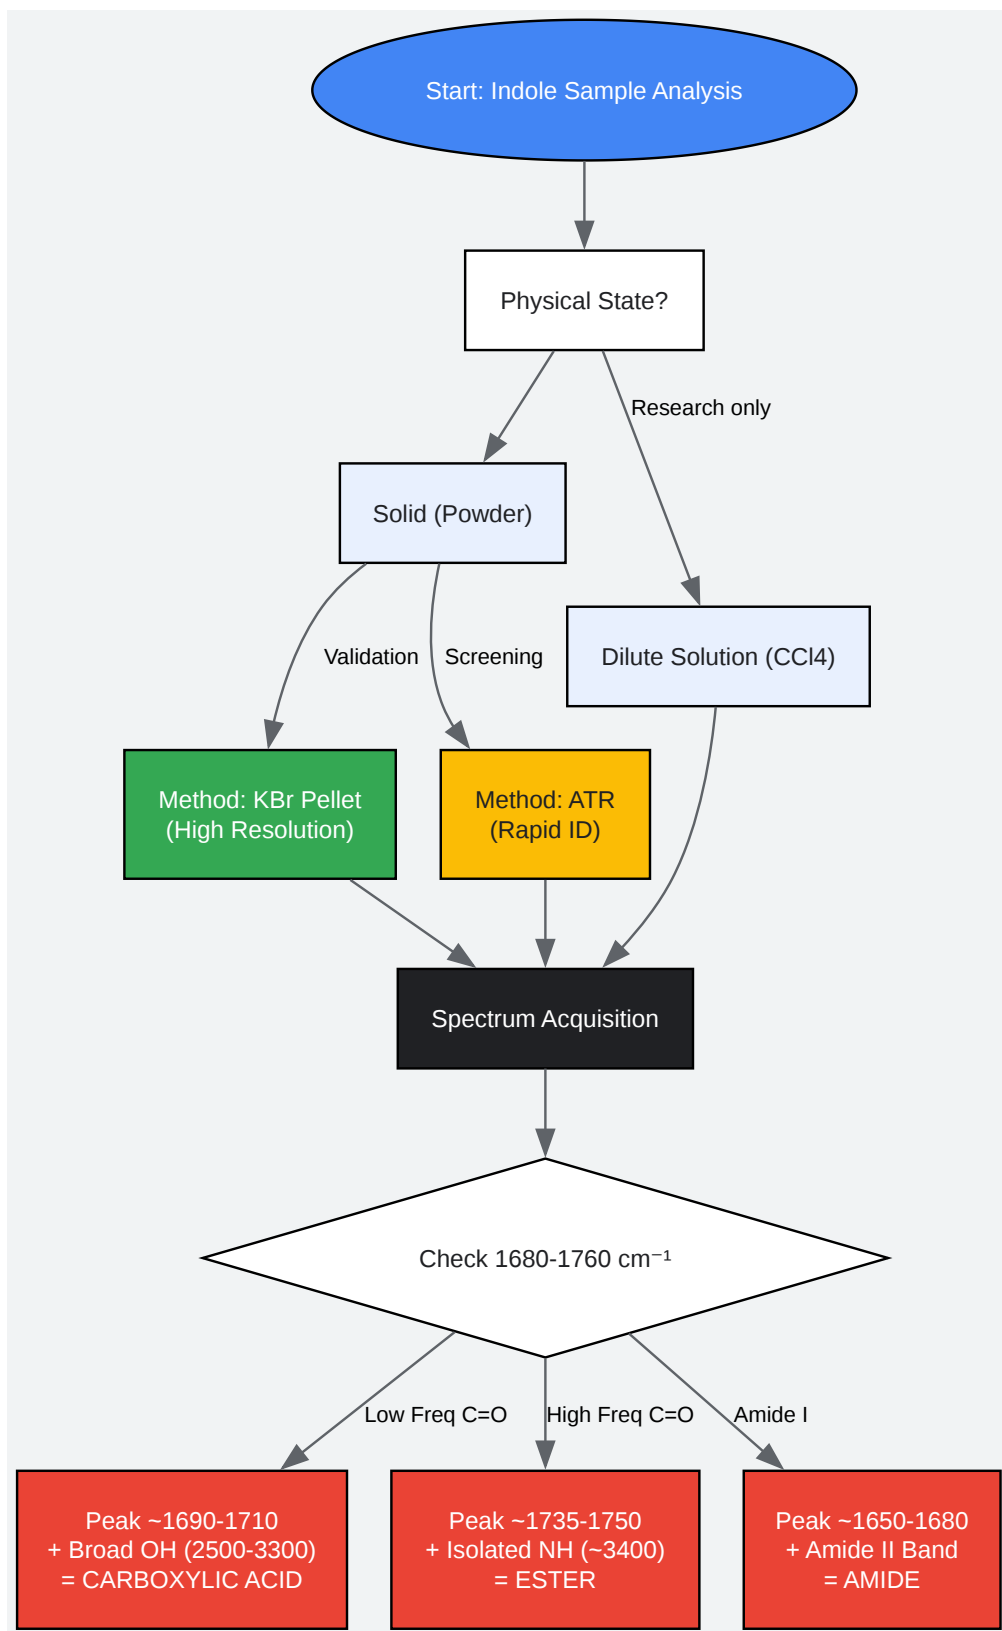 Start: Indole Sample Analysis
Physical State?
Research only
Solid (Powder)
Validation
Screening
Dilute Solution (CCl4)
Method: KBr Pellet
(High Resolution)
Method: ATR
(Rapid ID)
Spectrum Acquisition
Check 1680-1760 cm⁻¹
Low Freq C=O
High Freq C=O
Amide I
Peak ~1690-1710
+ Broad OH (2500-3300)
= CARBOXYLIC ACID
Peak ~1735-1750
+ Isolated NH (~3400)
= ESTER
Peak ~1650-1680
+ Amide II Band
= AMIDE